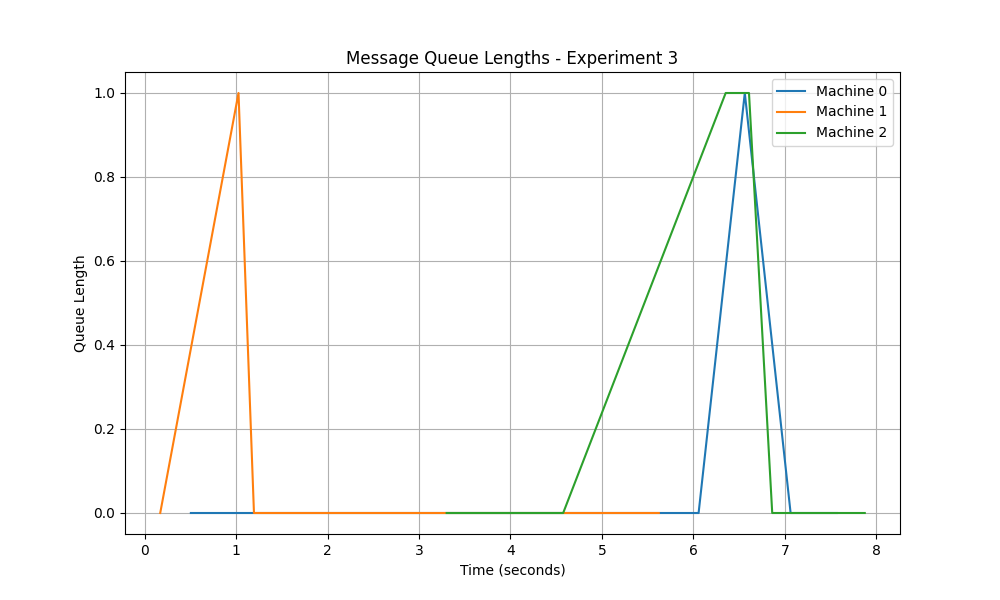 Message Queue Lengths - Experiment 3
Machine 0
Machine 1
Machine 2
Queue Length
1.0
0.8
0.6
0.4
0.2
0.0
0 1 2 3 4 5 6 7 8
Time (seconds)